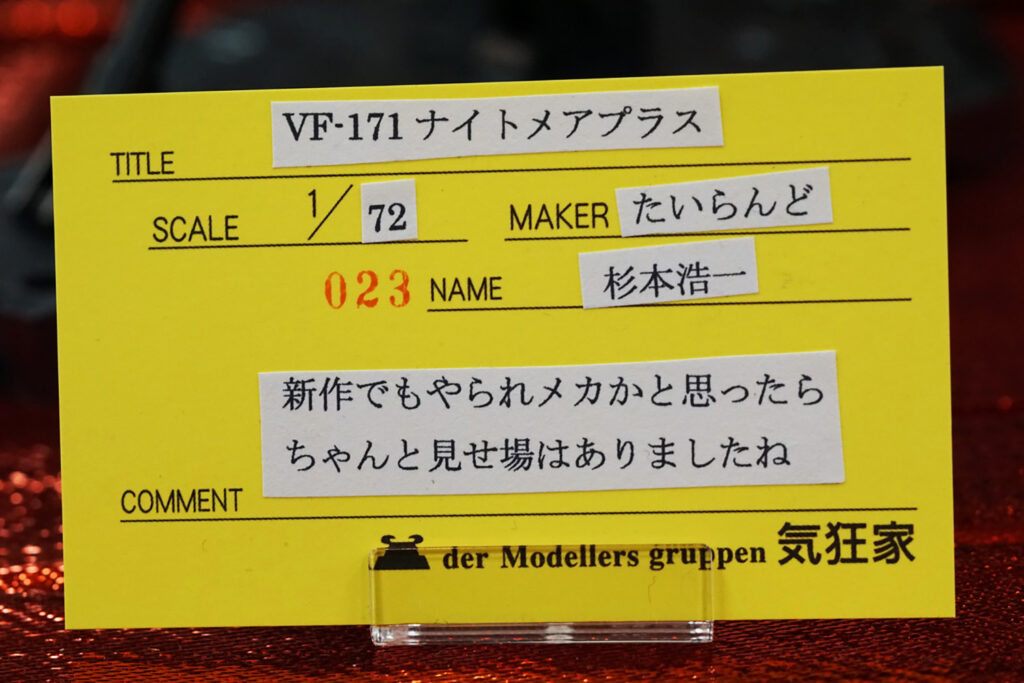 TITLE VF-171 ナイトメアプラス
SCALE 1/72 MAKER たいらんど
023 NAME 杉本浩一
新作でもやられメカかと思ったら
ちゃんと見せ場はありましたね
COMMENT
der Modellers gruppen 気狂家